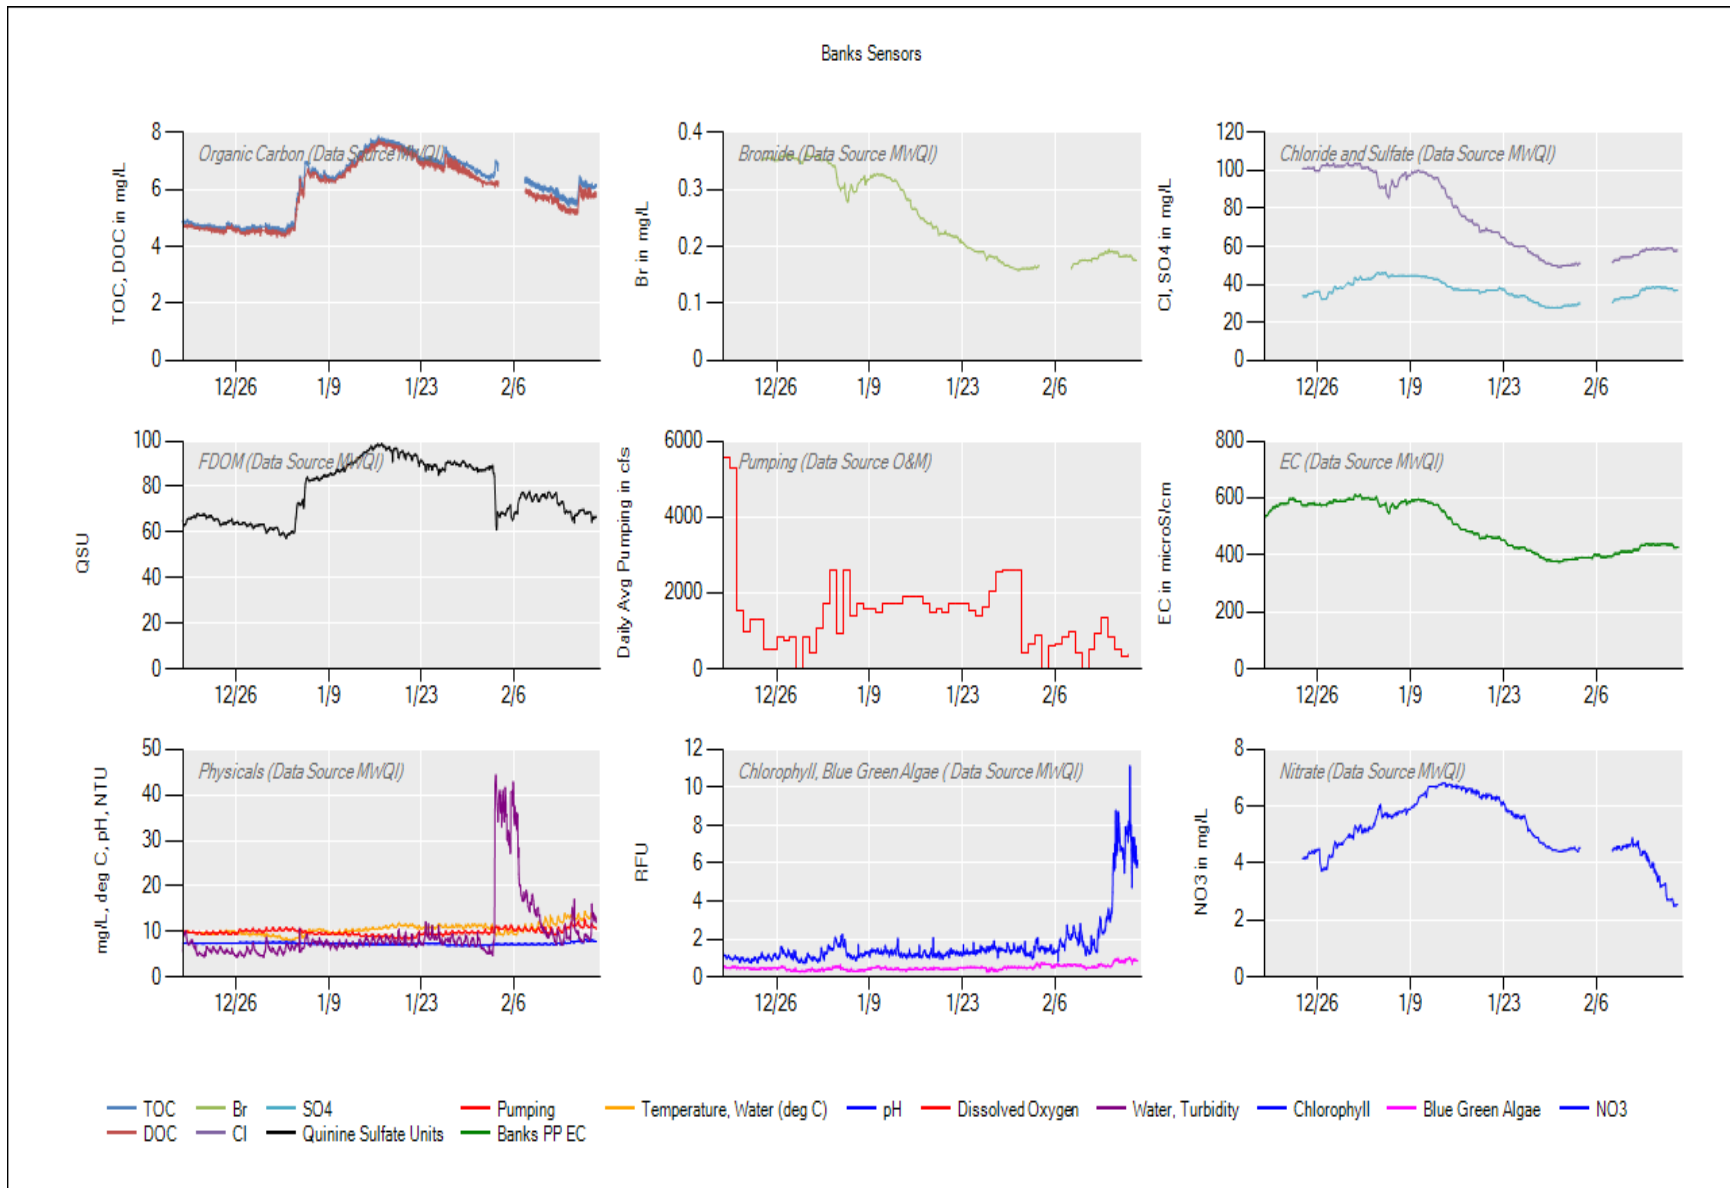 Banks Sensors
Organic Carbon (Data Source MWQI)
TOC, DOC in mg/L
8
6
4
2
0
12/26 1/9 1/23 2/6
Bromide (Data Source MWQI)
Br in mg/L
0.4
0.3
0.2
0.1
0
12/26 1/9 1/23 2/6
Chloride and Sulfate (Data Source MWQI)
Cl, SO4 in mg/L
120
100
80
60
40
20
0
12/26 1/9 1/23 2/6
FDOM (Data Source MWQI)
QSU
100
80
60
40
20
0
12/26 1/9 1/23 2/6
Pumping (Data Source O&M)
Daily Avg Pumping in cfs
6000
4000
2000
0
12/26 1/9 1/23 2/6
EC (Data Source MWQI)
EC in microS/cm
800
600
400
200
0
12/26 1/9 1/23 2/6
Physicals (Data Source MWQI)
mg/L, deg C, pH, NTU
50
40
30
20
10
0
12/26 1/9 1/23 2/6
Chlorophyll, Blue Green Algae ( Data Source MWQI)
RFU
12
10
8
6
4
2
0
12/26 1/9 1/23 2/6
Nitrate (Data Source MWQI)
NO3 in mg/L
8
6
4
2
0
12/26 1/9 1/23 2/6
TOC Br SO4 Pumping Temperature, Water (deg C) pH Dissolved Oxygen Water, Turbidity Chlorophyll Blue Green Algae NO3
DOC Cl Quinine Sulfate Units Banks PP EC